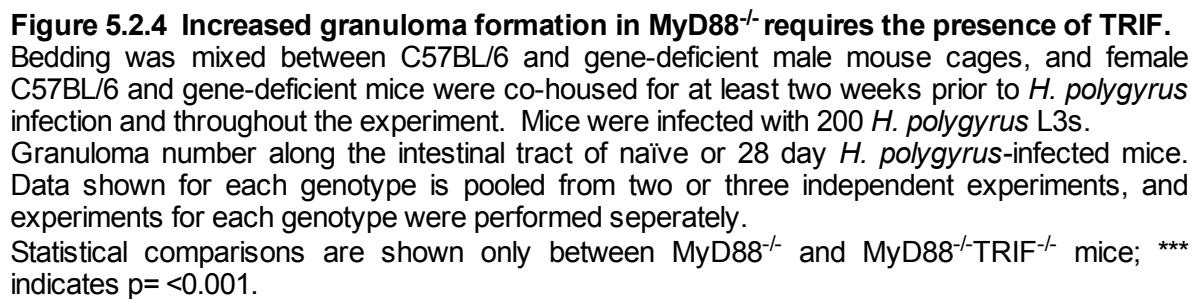 Figure 5.2.4 Increased granuloma formation in MyD88-/- requires the presence of TRIF.
Bedding was mixed between C57BL/6 and gene-deficient male mouse cages, and female
C57BL/6 and gene-deficient mice were co-housed for at least two weeks prior to H. polygyrus
infection and throughout the experiment. Mice were infected with 200 H. polygyrus L3s.
Granuloma number along the intestinal tract of naïve or 28 day H. polygyrus-infected mice.
Data shown for each genotype is pooled from two or three independent experiments, and
experiments for each genotype were performed seperately.
Statistical comparisons are shown only between MyD88-/- and MyD88-/-TRIF-/- mice; ***
indicates p= <0.001.